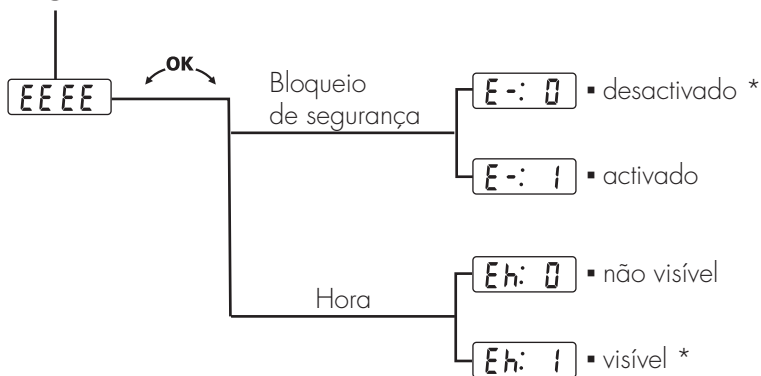 EEEE
OK
Bloqueio
de segurança
E-: 0
▪ desactivado *
E-: 1
▪ activado
Hora
Eh: 0
▪ não visível
Eh: 1
▪ visível *